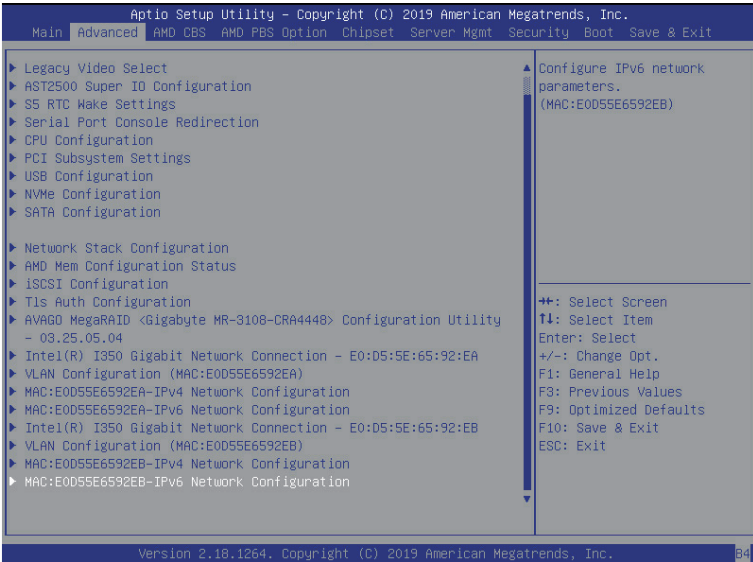 Aptio Setup Utility – Copyright (C) 2019 American Megatrends, Inc.
Main Advanced AMD CBS AMD PBS Option Chipset Server Mgmt Security Boot Save & Exit
Legacy Video Select
AST2500 Super IO Configuration
S5 RTC Wake Settings
Serial Port Console Redirection
CPU Configuration
PCI Subsystem Settings
USB Configuration
NVMe Configuration
SATA Configuration
Network Stack Configuration
AMD Mem Configuration Status
iSCSI Configuration
Tls Auth Configuration
AVAGO MegaRAID <Gigabyte MR-3108-CRA4448> Configuration Utility
– 03.25.05.04
Intel(R) I350 Gigabit Network Connection – E0:D5:5E:65:92:EA
VLAN Configuration (MAC:E0D55E6592EA)
MAC:E0D55E6592EA-IPv4 Network Configuration
MAC:E0D55E6592EA-IPv6 Network Configuration
Intel(R) I350 Gigabit Network Connection – E0:D5:5E:65:92:EB
VLAN Configuration (MAC:E0D55E6592EB)
MAC:E0D55E6592EB-IPv4 Network Configuration
MAC:E0D55E6592EB-IPv6 Network Configuration
Configure IPv6 network
parameters.
(MAC:E0D55E6592EB)
→←: Select Screen
↑↓: Select Item
Enter: Select
+/-: Change Opt.
F1: General Help
F3: Previous Values
F9: Optimized Defaults
F10: Save & Exit
ESC: Exit
Version 2.18.1264. Copyright (C) 2019 American Megatrends, Inc.
B4